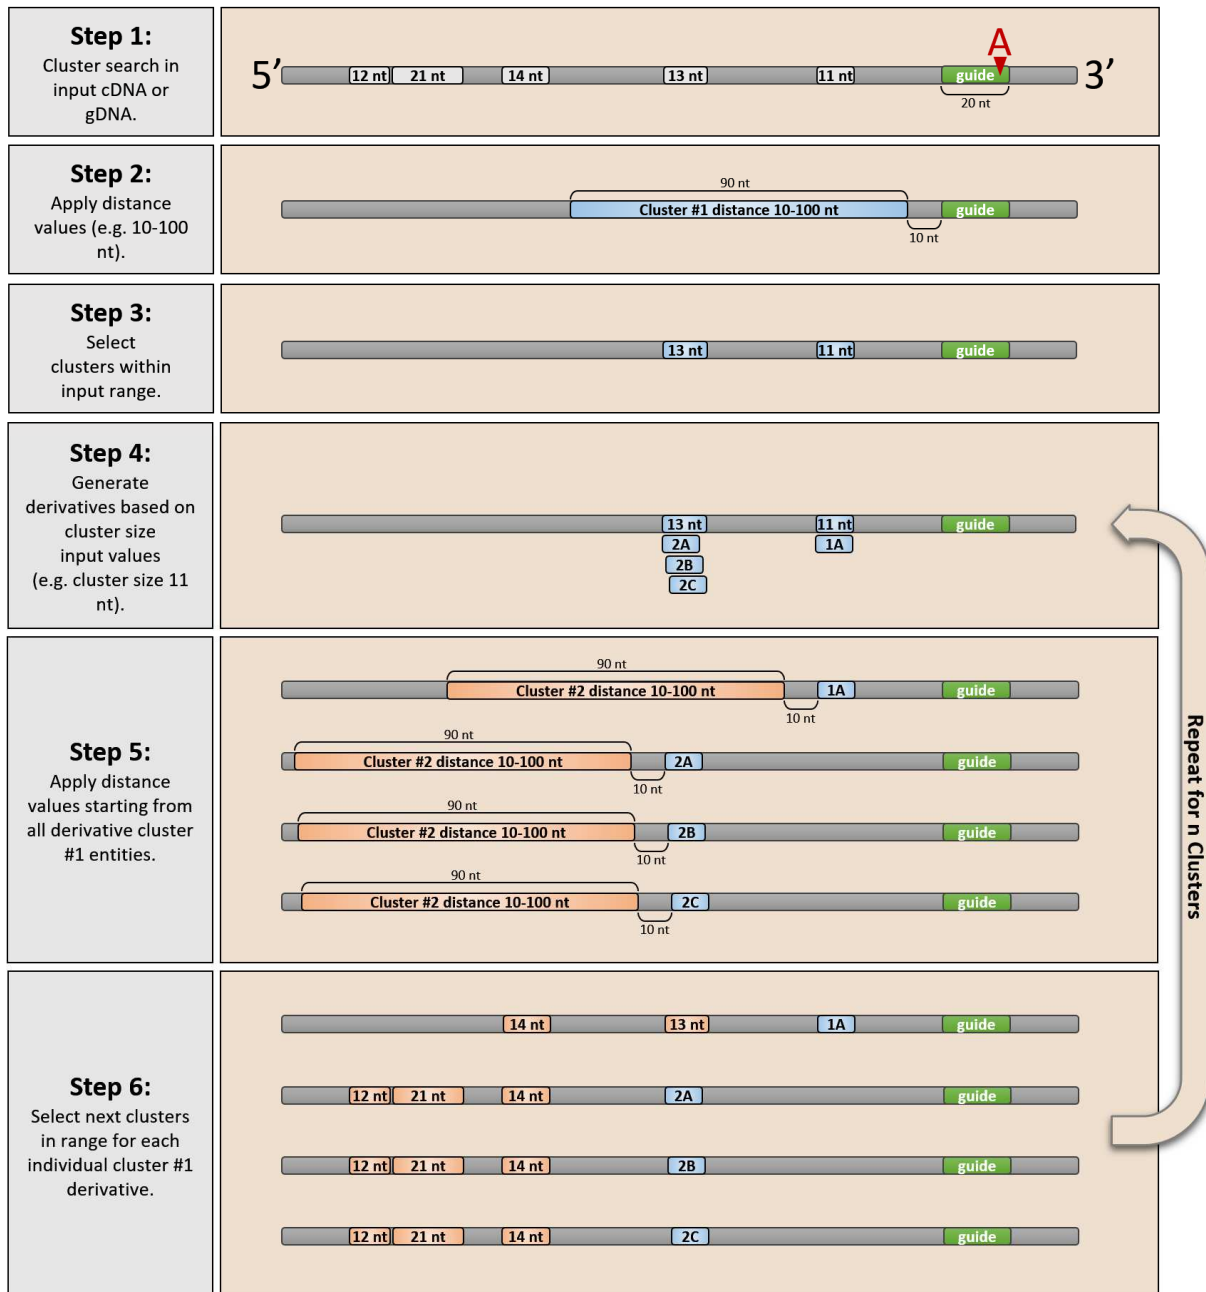 Step 1:
Cluster search in
input cDNA or
gDNA.
5’
12 nt
21 nt
14 nt
13 nt
11 nt
guide
A
3’
20 nt
Step 2:
Apply distance
values (e.g. 10-100
nt).
90 nt
Cluster #1 distance 10-100 nt
guide
10 nt
Step 3:
Select
clusters within
input range.
13 nt
11 nt
guide
Step 4:
Generate
derivatives based on
cluster size
input values
(e.g. cluster size 11
nt).
13 nt
11 nt
guide
2A
1A
2B
2C
Step 5:
Apply distance
values starting from
all derivative cluster
#1 entities.
90 nt
Cluster #2 distance 10-100 nt
1A
guide
10 nt
90 nt
Cluster #2 distance 10-100 nt
2A
guide
10 nt
90 nt
Cluster #2 distance 10-100 nt
2B
guide
10 nt
90 nt
Cluster #2 distance 10-100 nt
2C
guide
10 nt
Step 6:
Select next clusters
in range for each
individual cluster #1
derivative.
14 nt
13 nt
1A
guide
12 nt
21 nt
14 nt
2A
guide
12 nt
21 nt
14 nt
2B
guide
12 nt
21 nt
14 nt
2C
guide
Repeat for n Clusters